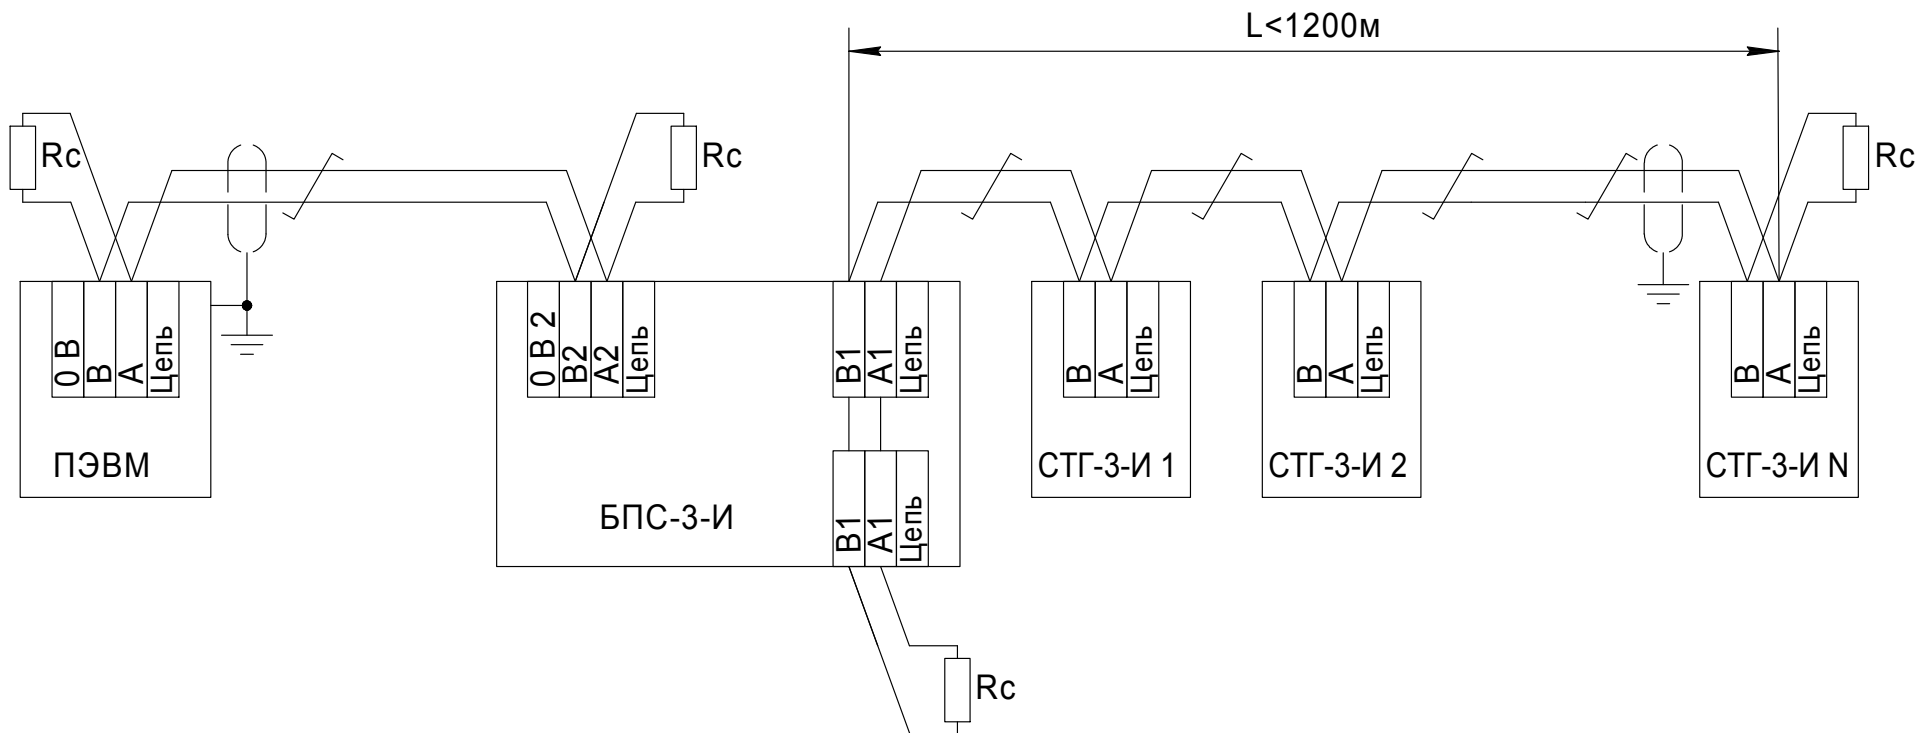 L<1200м
Rc
Rc
Rc
0 В
В
А
Цепь
0 В 2
В2
А2
Цепь
В1
А1
Цепь
В
А
Цепь
В
А
Цепь
В
А
Цепь
ПЭВМ
СТГ-3-И 1
СТГ-3-И 2
СТГ-3-И N
БПС-3-И
В1
А1
Цепь
Rc